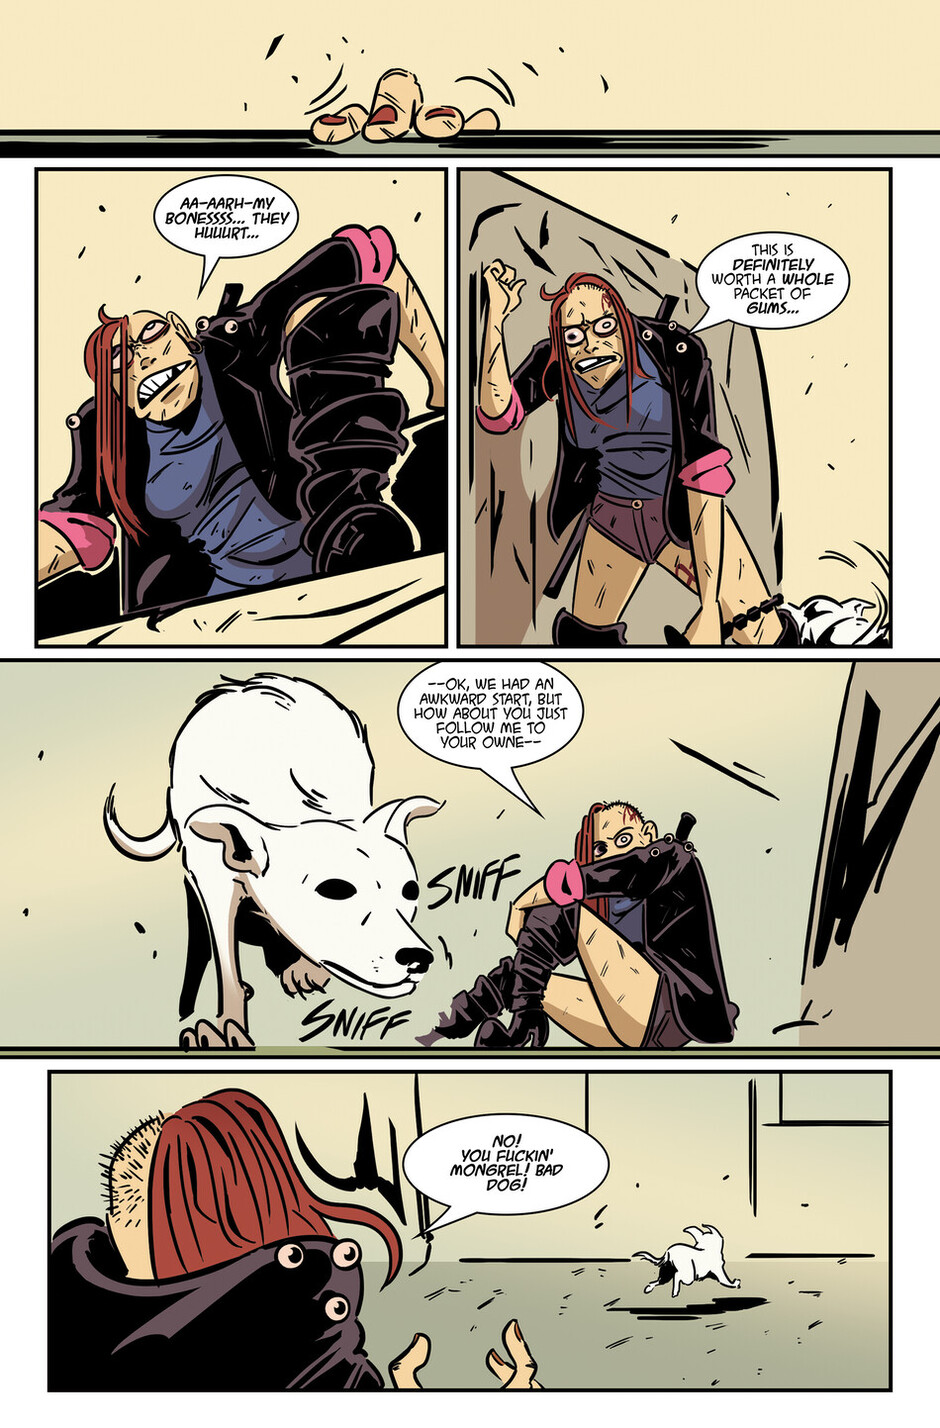 AA-AARH-MY
BONESSSS... THEY
HUUURT...
THIS IS
DEFINITELY
WORTH A WHOLE
PACKET OF
GUMS...
--OK, WE HAD AN
AWKWARD START, BUT
HOW ABOUT YOU JUST
FOLLOW ME TO
YOUR OWNE--
SNIFF
SNIFF
NO!
YOU FUCKIN'
MONGREL! BAD
DOG!